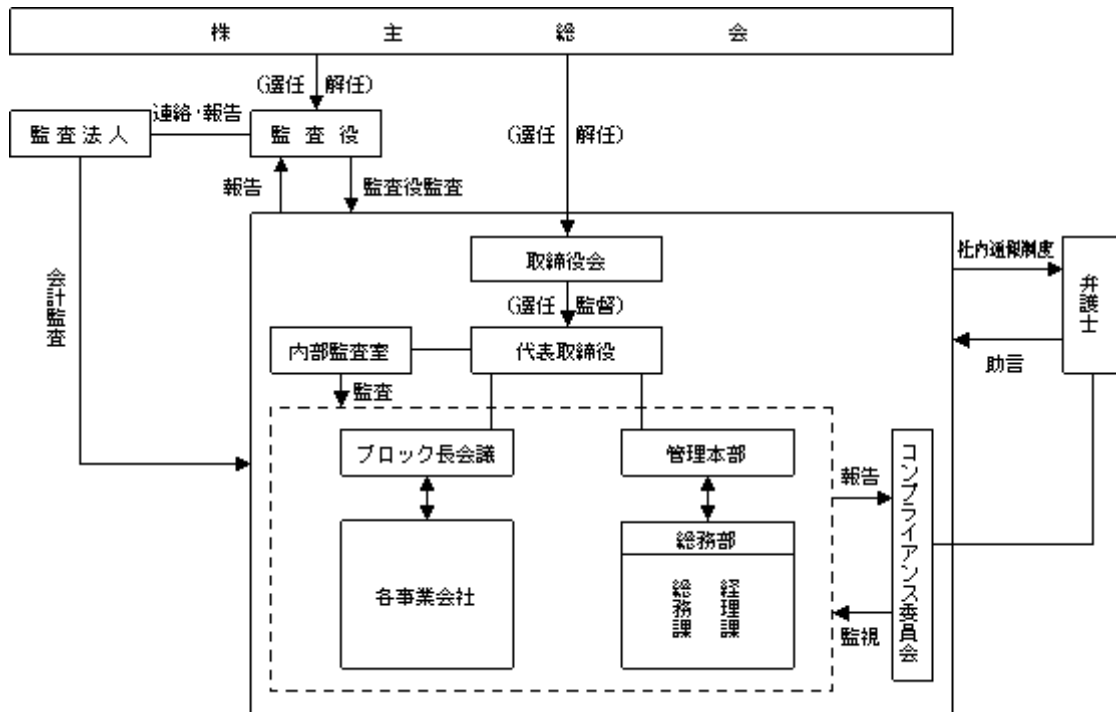 株主総会
(選任 解任)
連絡・報告
監査法人
監査役
(選任 解任)
報告
監査役監査
取締役会
社内通報制度
弁護士
会計監査
(選任 監督)
内部監査室
代表取締役
助言
監査
ブロック長会議
管理本部
報告
コンプライアンス委員会
総務部
各事業会社
総務課
経理課
監視